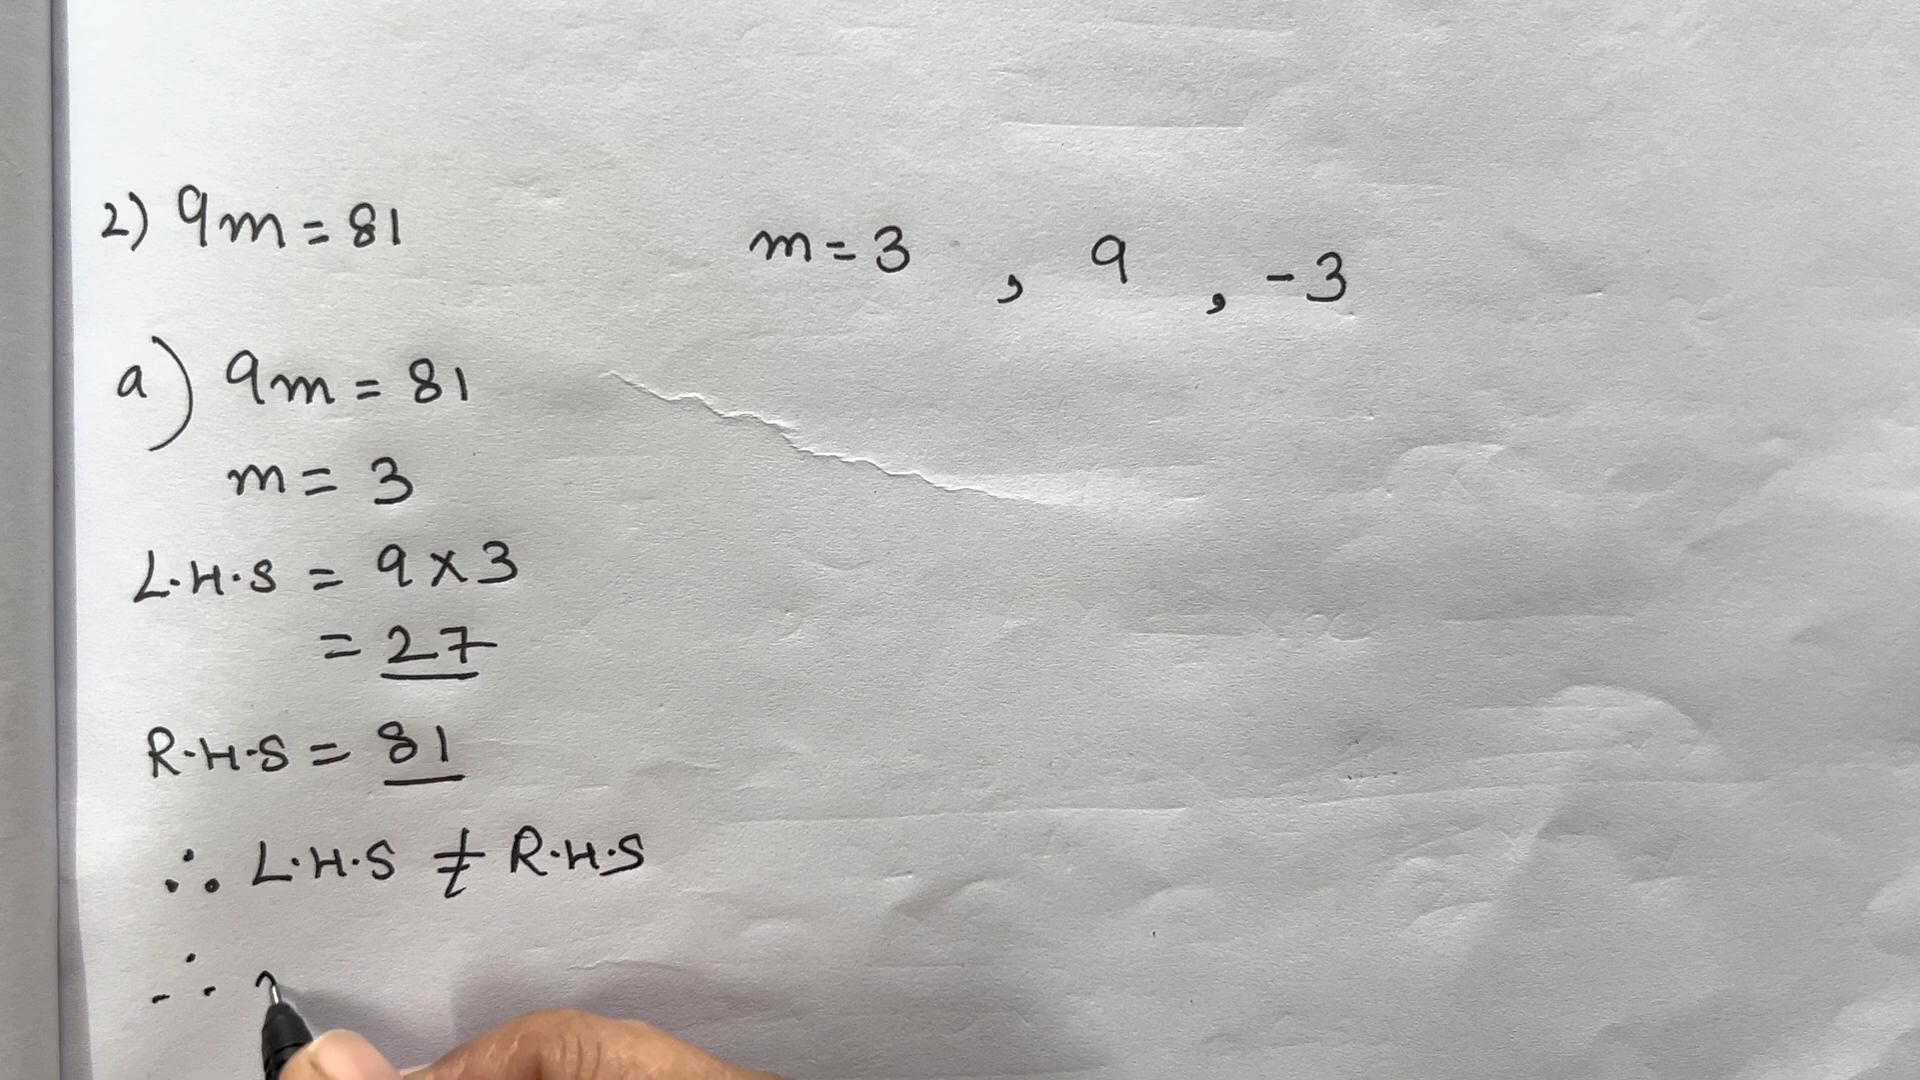 2) 9m = 81
m = 3 , 9 , -3
a) 9m = 81
m = 3
L.H.S = 9 x 3
= 27
R.H.S = 81
∴ L.H.S ≠ R.H.S
∴